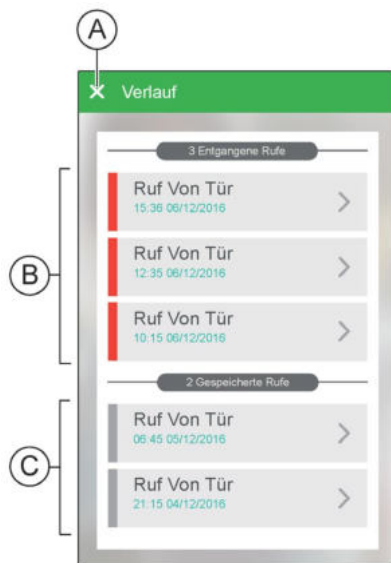 A
Verlauf
3 Entgangene Rufe
Ruf Von Tür
15:36 06/12/2016
B
Ruf Von Tür
12:35 06/12/2016
Ruf Von Tür
10:15 06/12/2016
2 Gespeicherte Rufe
Ruf Von Tür
06:45 05/12/2016
C
Ruf Von Tür
21:15 04/12/2016